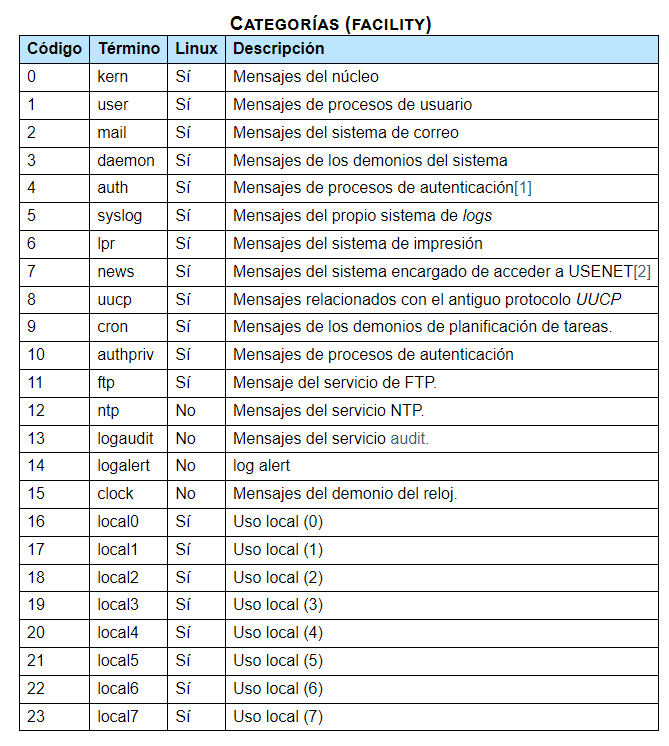 CATEGORÍAS (FACILITY)
Código Término Linux Descripción
0 kern Sí Mensajes del núcleo
1 user Sí Mensajes de procesos de usuario
2 mail Sí Mensajes del sistema de correo
3 daemon Sí Mensajes de los demonios del sistema
4 auth Sí Mensajes de procesos de autenticación[1]
5 syslog Sí Mensajes del propio sistema de logs
6 lpr Sí Mensajes del sistema de impresión
7 news Sí Mensajes del sistema encargado de acceder a USENET[2]
8 uucp Sí Mensajes relacionados con el antiguo protocolo UUCP
9 cron Sí Mensajes de los demonios de planificación de tareas.
10 authpriv Sí Mensajes de procesos de autenticación
11 ftp Sí Mensaje del servicio de FTP.
12 ntp No Mensajes del servicio NTP.
13 logaudit No Mensajes del servicio audit.
14 logalert No log alert
15 clock No Mensajes del demonio del reloj.
16 local0 Sí Uso local (0)
17 local1 Sí Uso local (1)
18 local2 Sí Uso local (2)
19 local3 Sí Uso local (3)
20 local4 Sí Uso local (4)
21 local5 Sí Uso local (5)
22 local6 Sí Uso local (6)
23 local7 Sí Uso local (7)